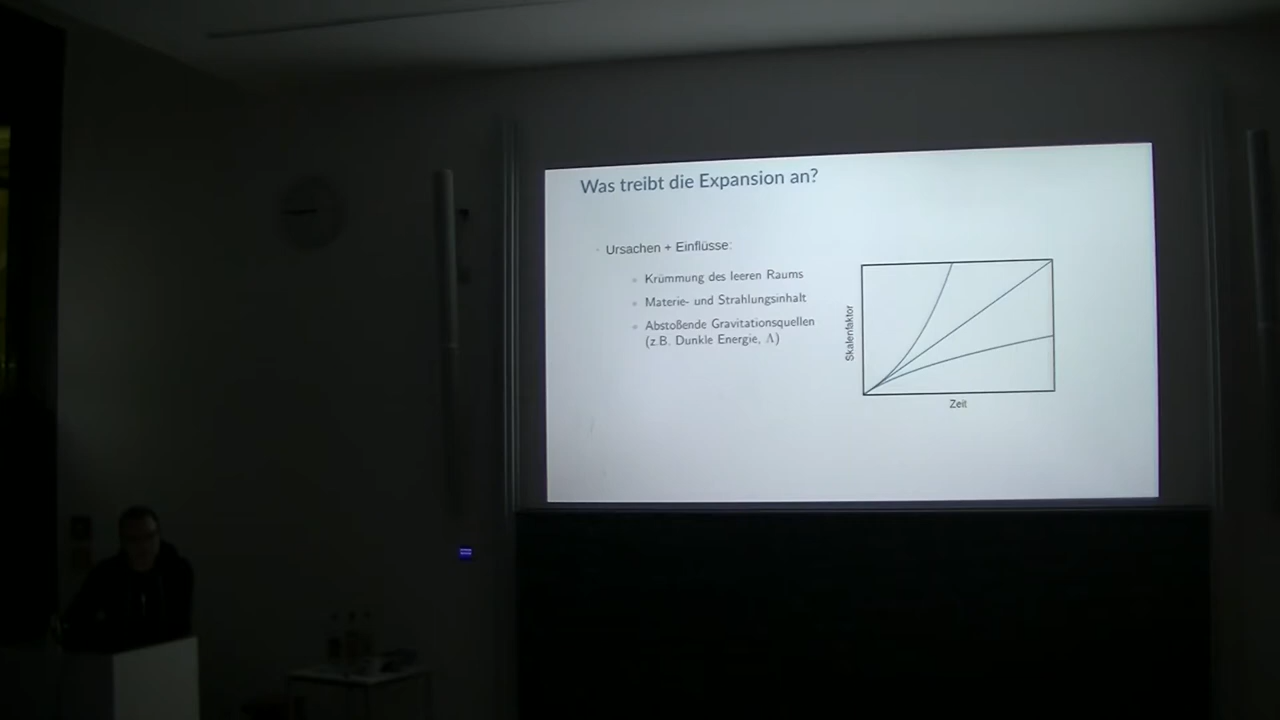 Was treibt die Expansion an?
Ursachen + Einflüsse:
Krümmung des leeren Raums
Materie- und Strahlungsinhalt
Abstoßende Gravitationsquellen
(z.B. Dunkle Energie, Λ)
Skalenfaktor
Zeit